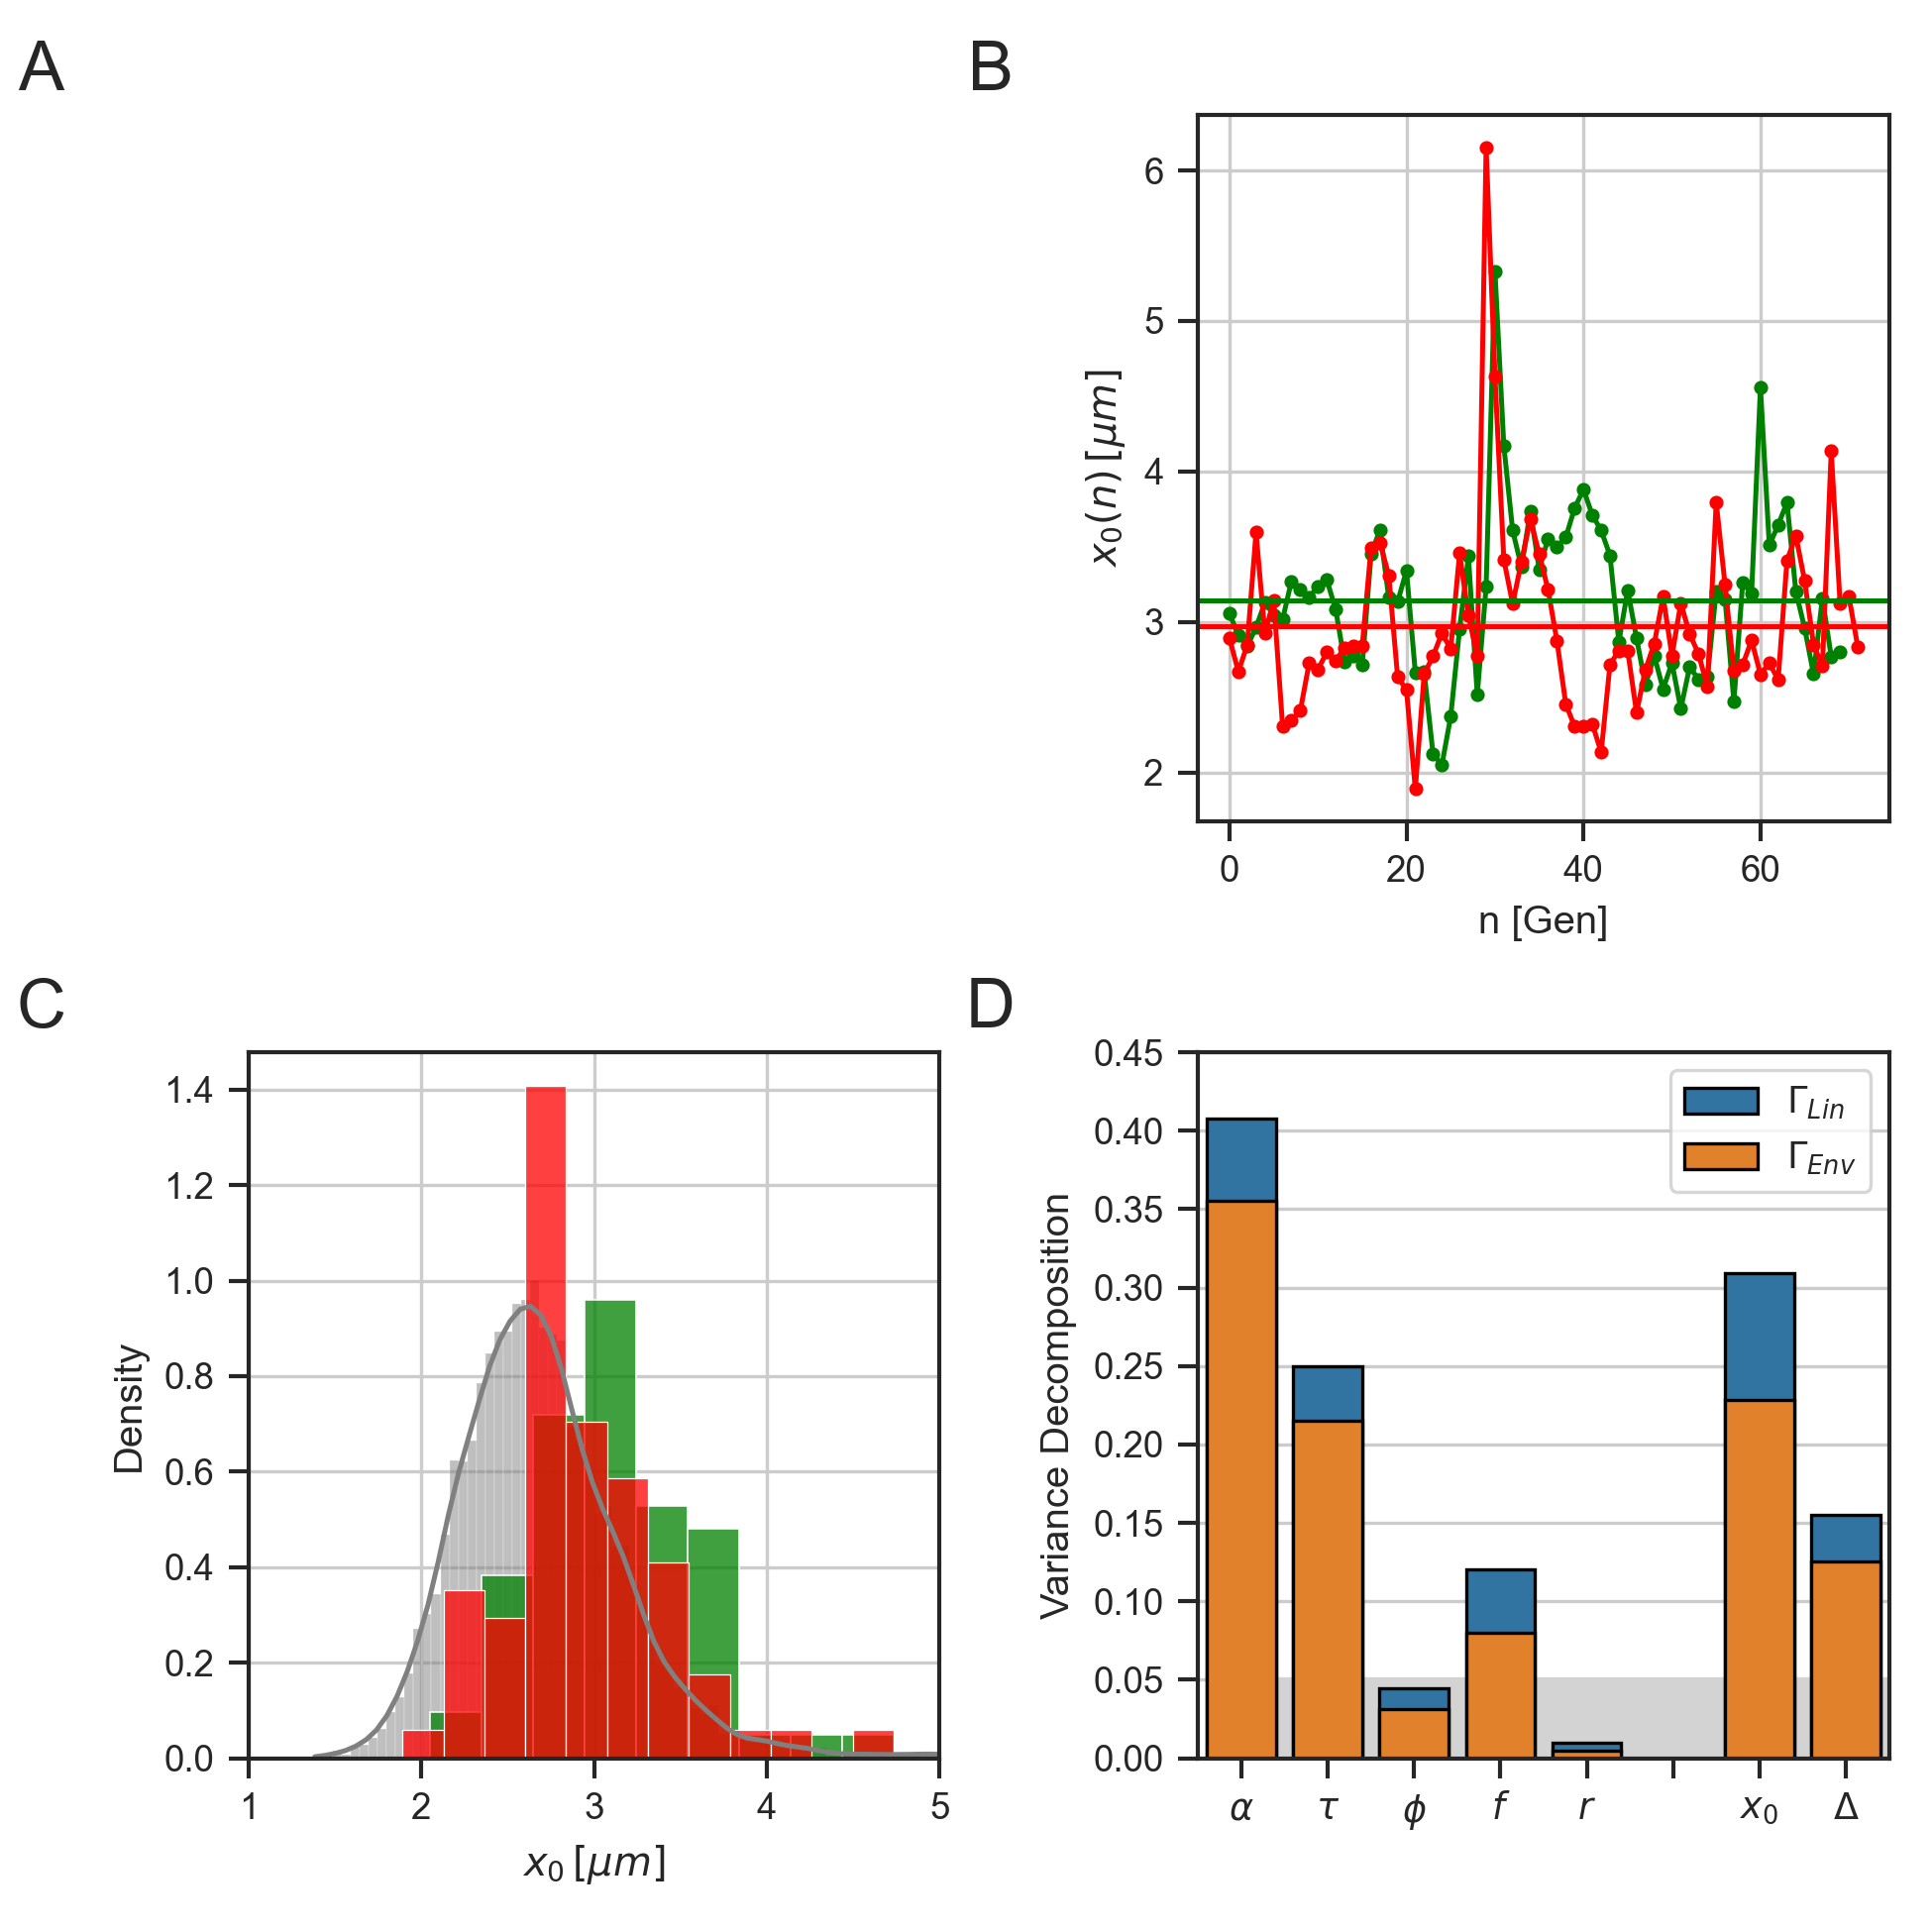 A
B
6
5
4
3
2
x₀(n) [μm]
0 20 40 60
n [Gen]
C
1.4
1.2
1.0
0.8
0.6
0.4
0.2
0.0
Density
1 2 3 4 5
x₀ [μm]
D
0.45
0.40
0.35
0.30
0.25
0.20
0.15
0.10
0.05
0.00
Variance Decomposition
Γ_Lin
Γ_Env
α τ ϕ f r x₀ Δ